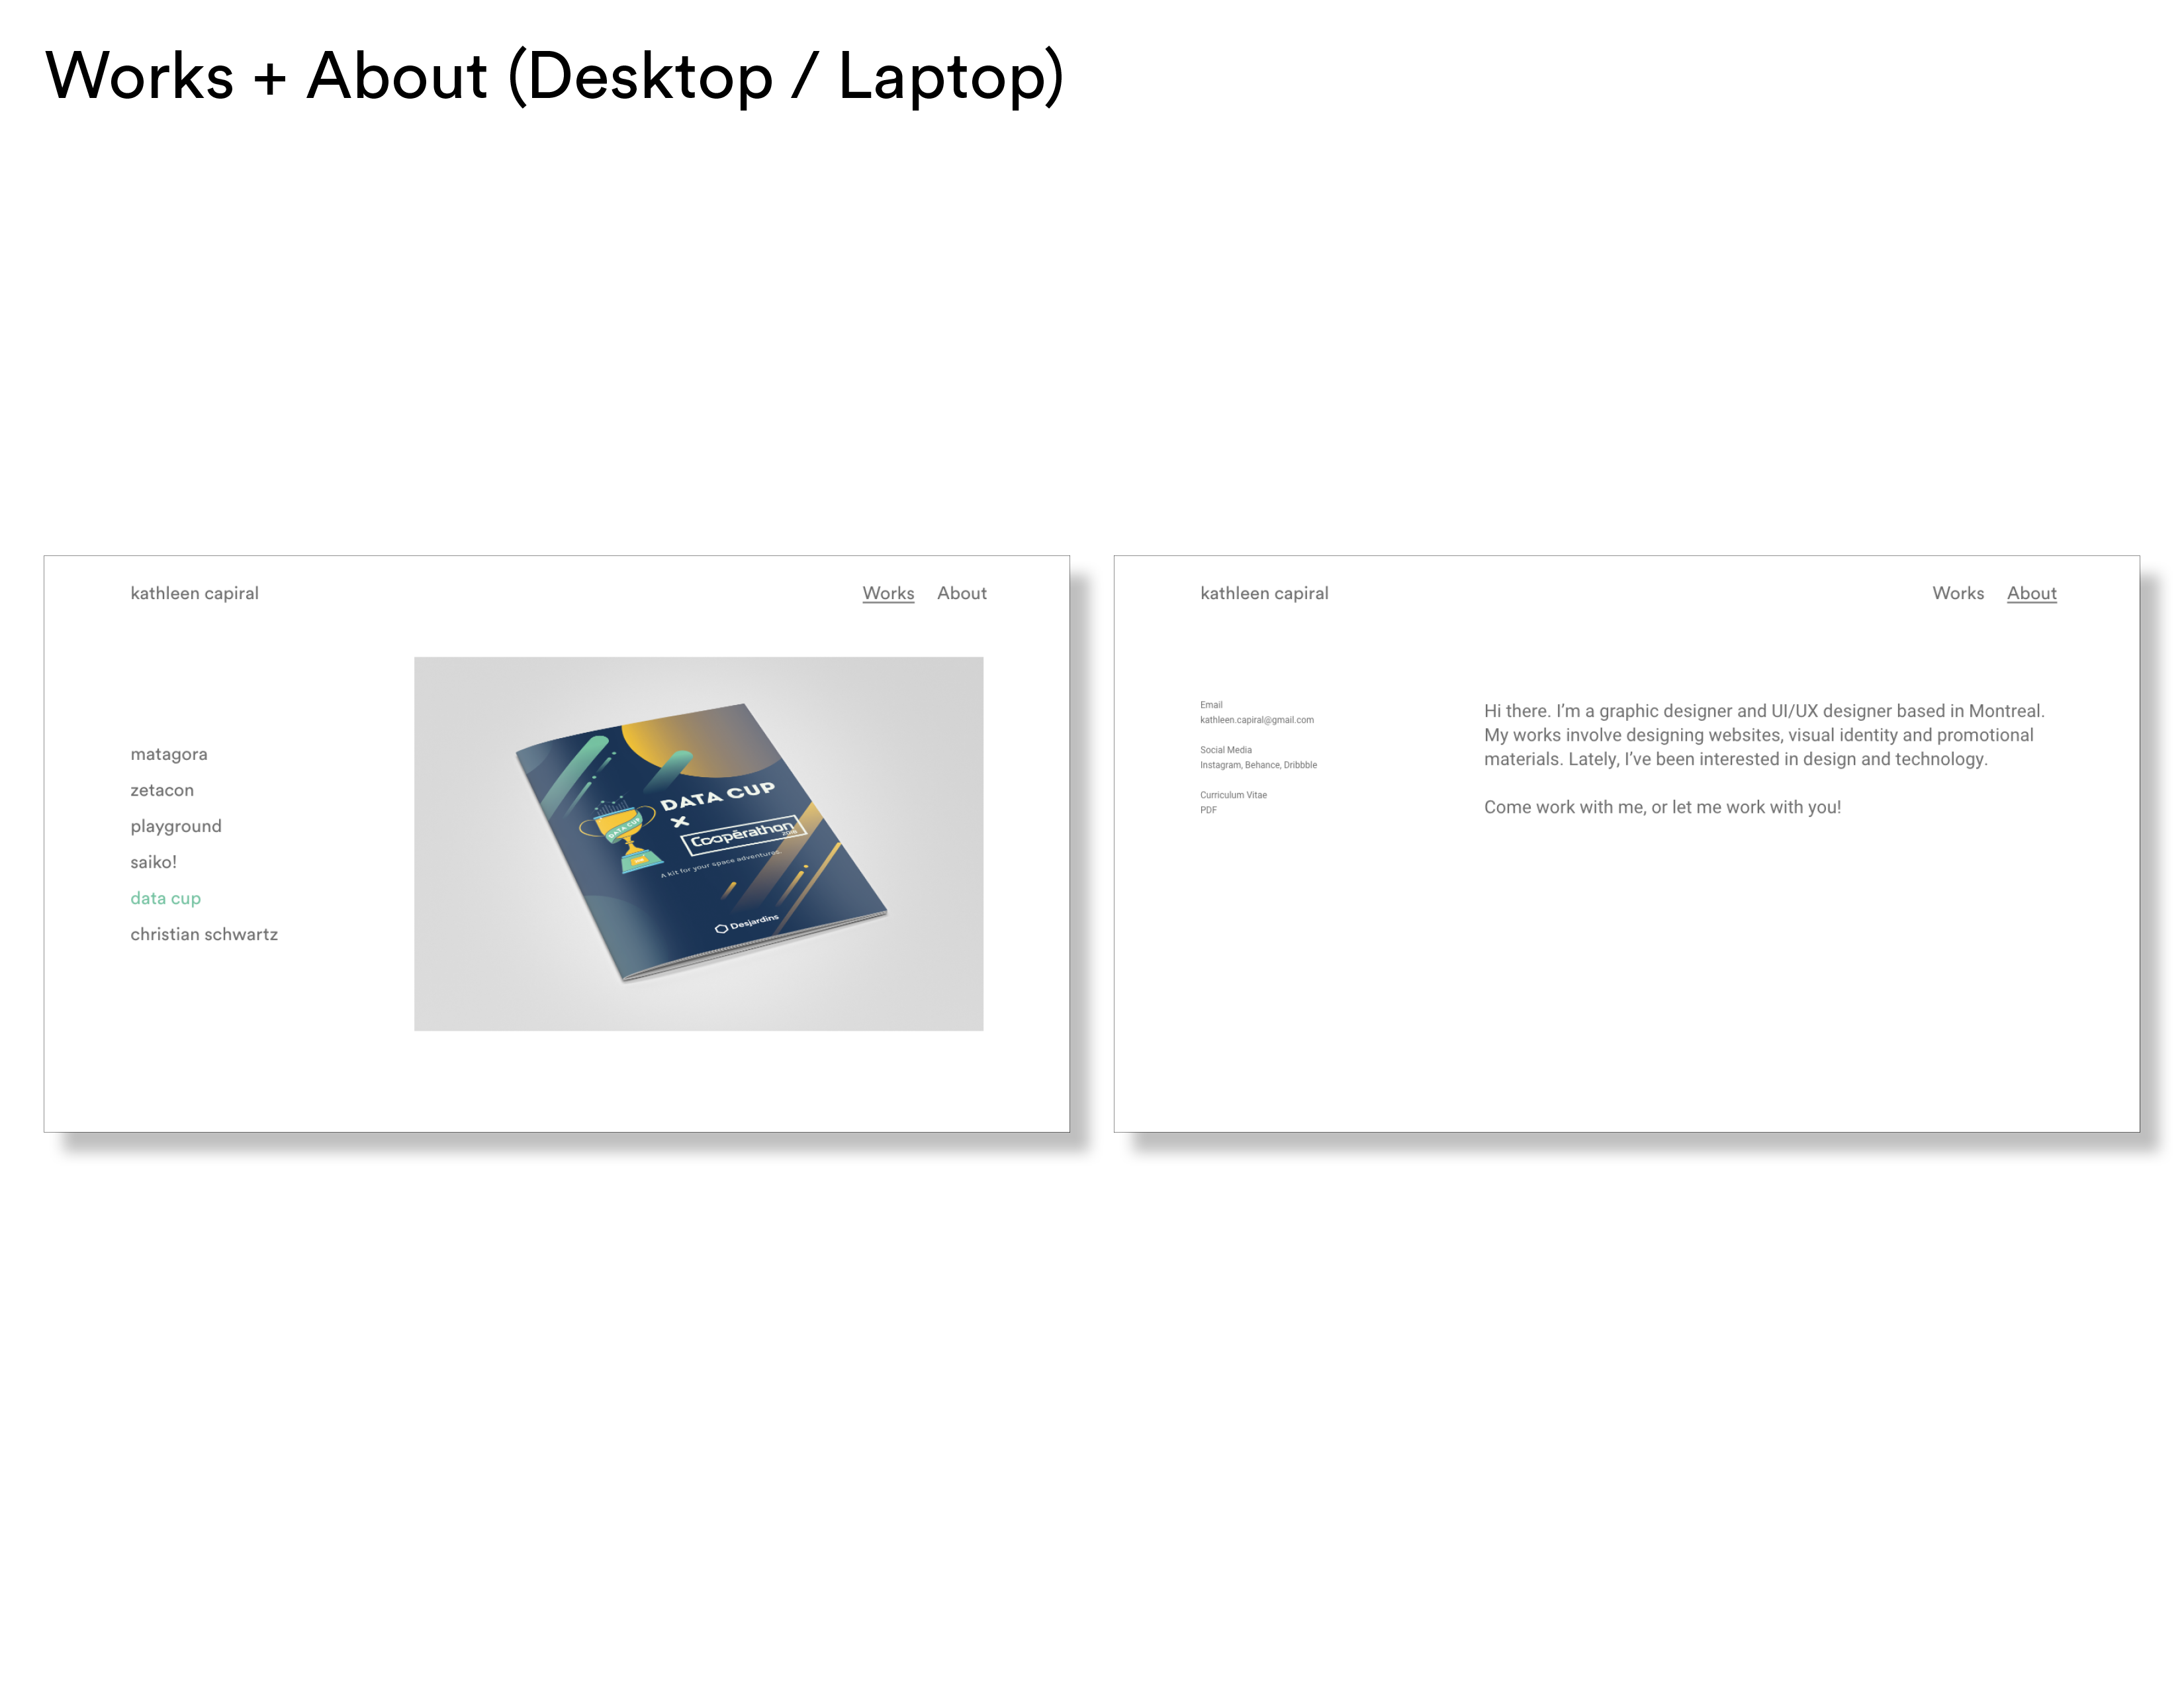 Works + About (Desktop / Laptop)
kathleen capiral
Works About
matagora
zetacon
playground
saiko!
data cup
christian schwartz
DATA CUP
DATA CUP
×
Coopérathon
2018
A kit for your space adventures.
Desjardins
kathleen capiral
Works About
Email
kathleen.capiral@gmail.com
Social Media
Instagram, Behance, Dribbble
Curriculum Vitae
PDF
Hi there. I’m a graphic designer and UI/UX designer based in Montreal.
My works involve designing websites, visual identity and promotional
materials. Lately, I’ve been interested in design and technology.
Come work with me, or let me work with you!